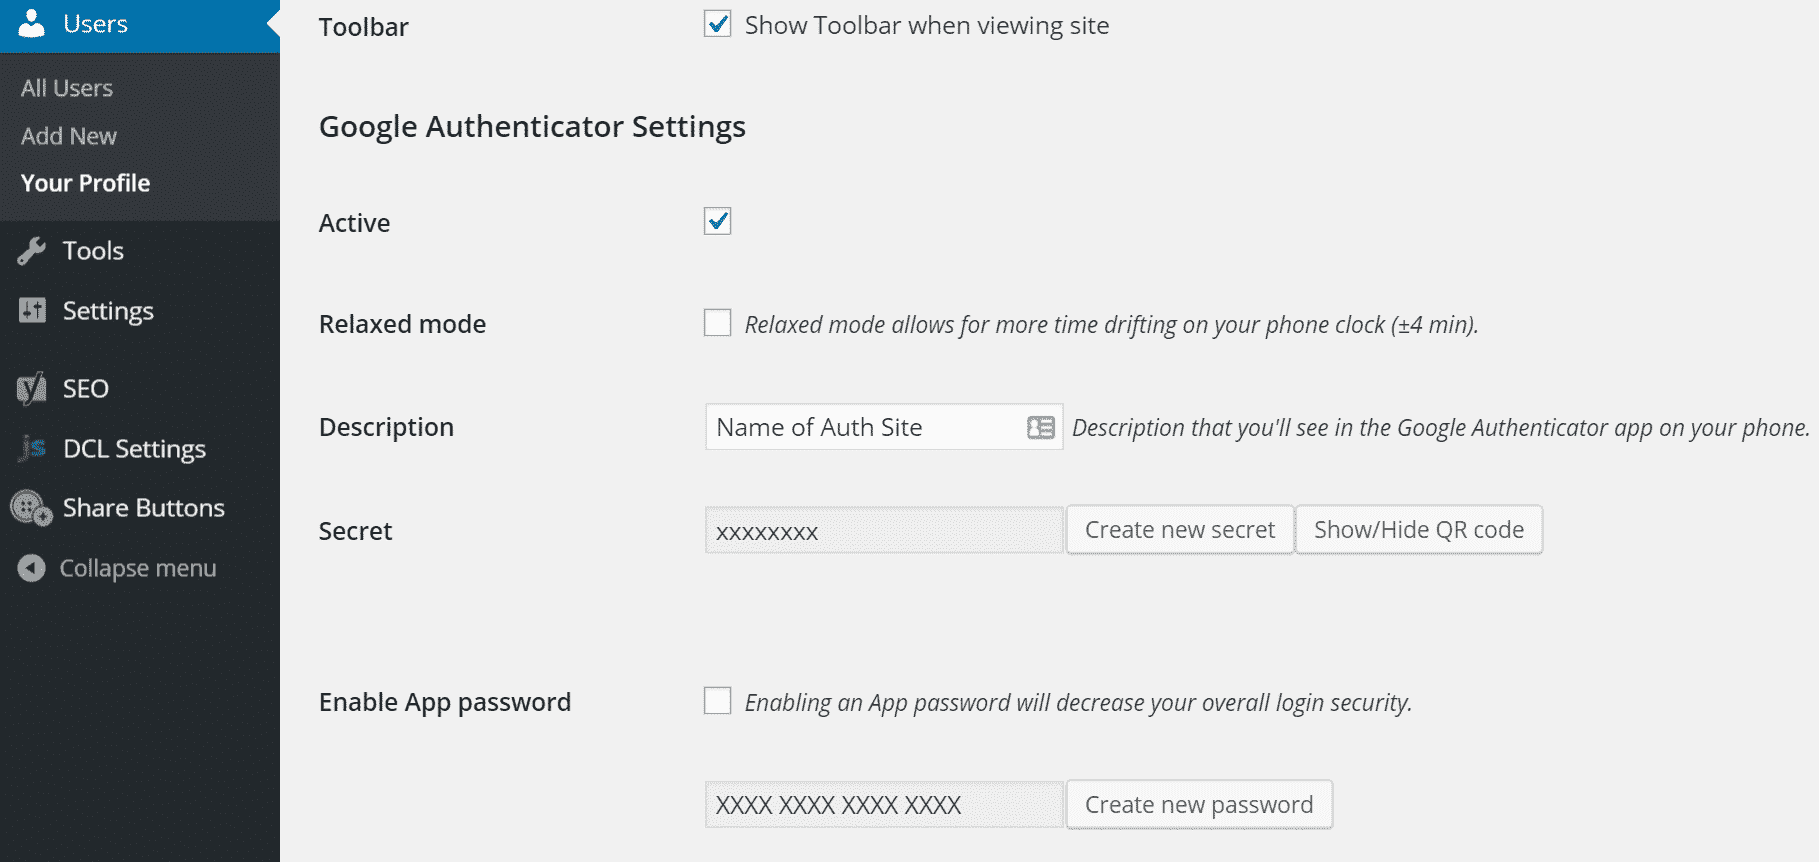 Users
All Users
Add New
Your Profile
Tools
Settings
SEO
js DCL Settings
Share Buttons
Collapse menu
Toolbar Show Toolbar when viewing site
Google Authenticator Settings
Active
Relaxed mode Relaxed mode allows for more time drifting on your phone clock (±4 min).
Description Name of Auth Site Description that you'll see in the Google Authenticator app on your phone.
Secret xxxxxxxx Create new secret Show/Hide QR code
Enable App password Enabling an App password will decrease your overall login security.
XXXX XXXX XXXX XXXX Create new password